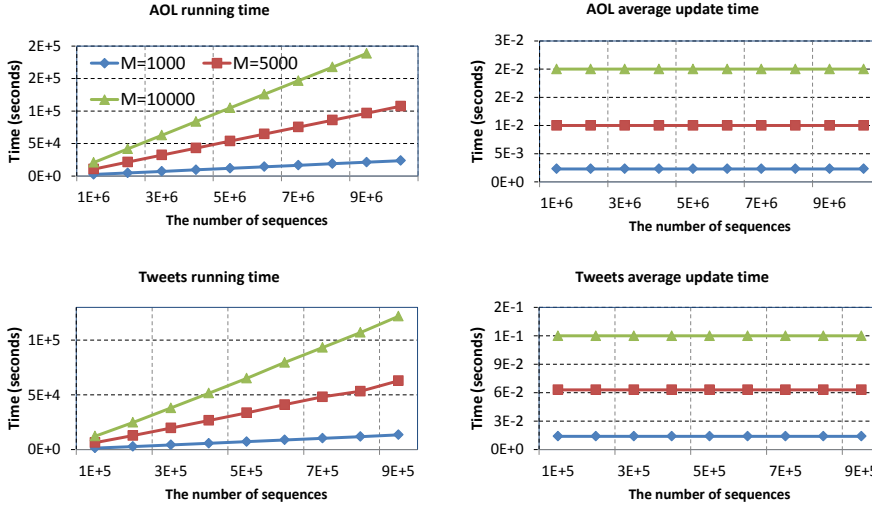 AOL running time
Time (seconds)
2E+5
2E+5
1E+5
5E+4
0E+0
M=1000
M=5000
M=10000
1E+6
3E+6
5E+6
7E+6
9E+6
The number of sequences
AOL average update time
Time (seconds)
3E-2
2E-2
2E-2
1E-2
5E-3
0E+0
1E+6
3E+6
5E+6
7E+6
9E+6
The number of sequences
Tweets running time
Time (seconds)
1E+5
5E+4
0E+0
1E+5
3E+5
5E+5
7E+5
9E+5
The number of sequences
Tweets average update time
Time (seconds)
2E-1
1E-1
9E-2
6E-2
3E-2
0E+0
1E+5
3E+5
5E+5
7E+5
9E+5
The number of sequences